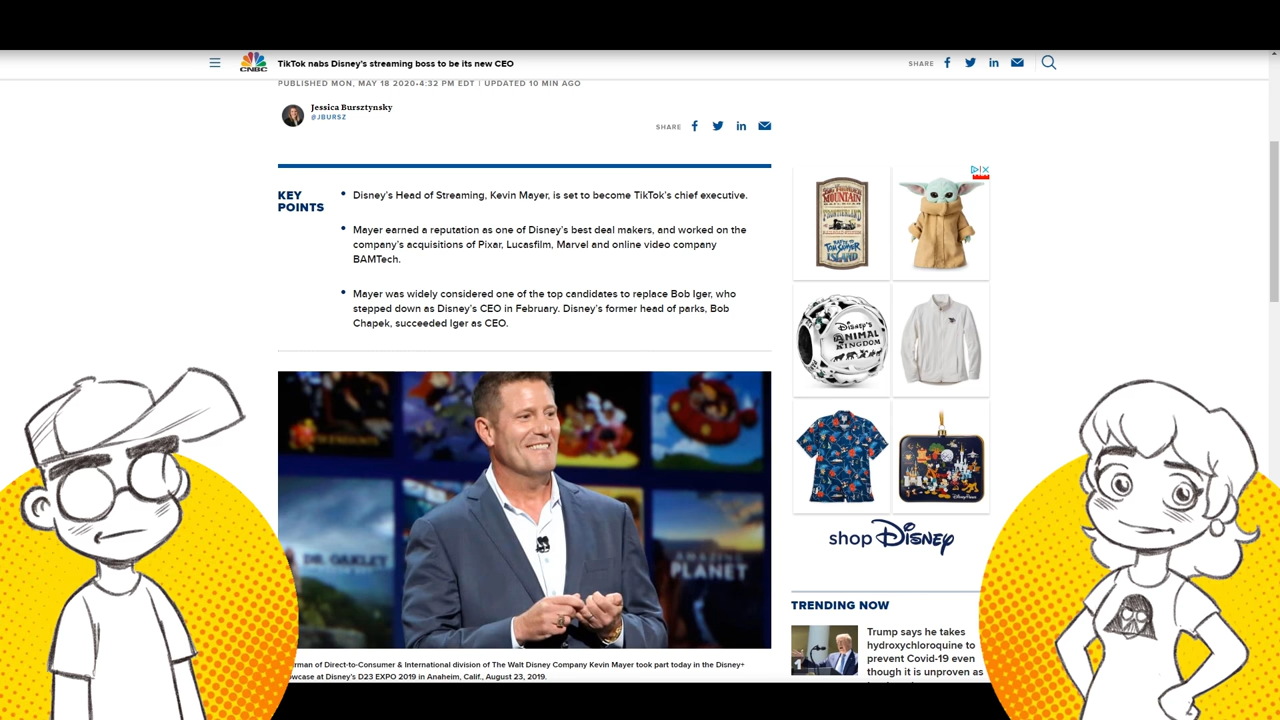 CNBC
TikTok nabs Disney's streaming boss to be its new CEO
SHARE
PUBLISHED MON, MAY 18 2020•4:32 PM EDT | UPDATED 10 MIN AGO
Jessica Bursztynsky
@JBURSZ
SHARE
KEY
POINTS
Disney's Head of Streaming, Kevin Mayer, is set to become TikTok's chief executive.
Mayer earned a reputation as one of Disney's best deal makers, and worked on the
company's acquisitions of Pixar, Lucasfilm, Marvel and online video company
BAMTech.
Mayer was widely considered one of the top candidates to replace Bob Iger, who
stepped down as Disney's CEO in February. Disney's former head of parks, Bob
Chapek, succeeded Iger as CEO.
MOUNTAIN
FRONTIERLAND
TOM SAWYER
ISLAND
Disney's
ANIMAL
KINGDOM
shop Disney
DR. OAKLEY
PLANET
TRENDING NOW
1
Trump says he takes
hydroxychloroquine to
prevent Covid-19 even
though it is unproven as
rman of Direct-to-Consumer & International division of The Walt Disney Company Kevin Mayer took part today in the Disney+
owcase at Disney's D23 EXPO 2019 in Anaheim, Calif., August 23, 2019.